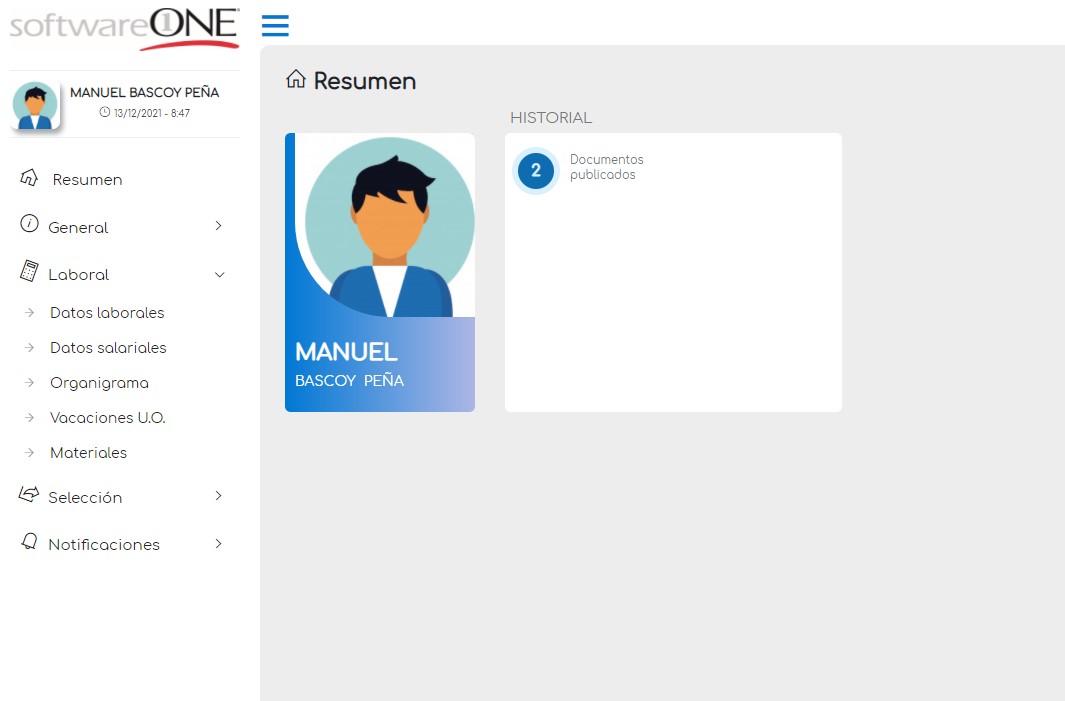 softwareONE
MANUEL BASCOY PEÑA
13/12/2021 - 8:47
Resumen
General
Laboral
Datos laborales
Datos salariales
Organigrama
Vacaciones U.O.
Materiales
Selección
Notificaciones
Resumen
MANUEL
BASCOY PEÑA
HISTORIAL
2
Documentos
publicados